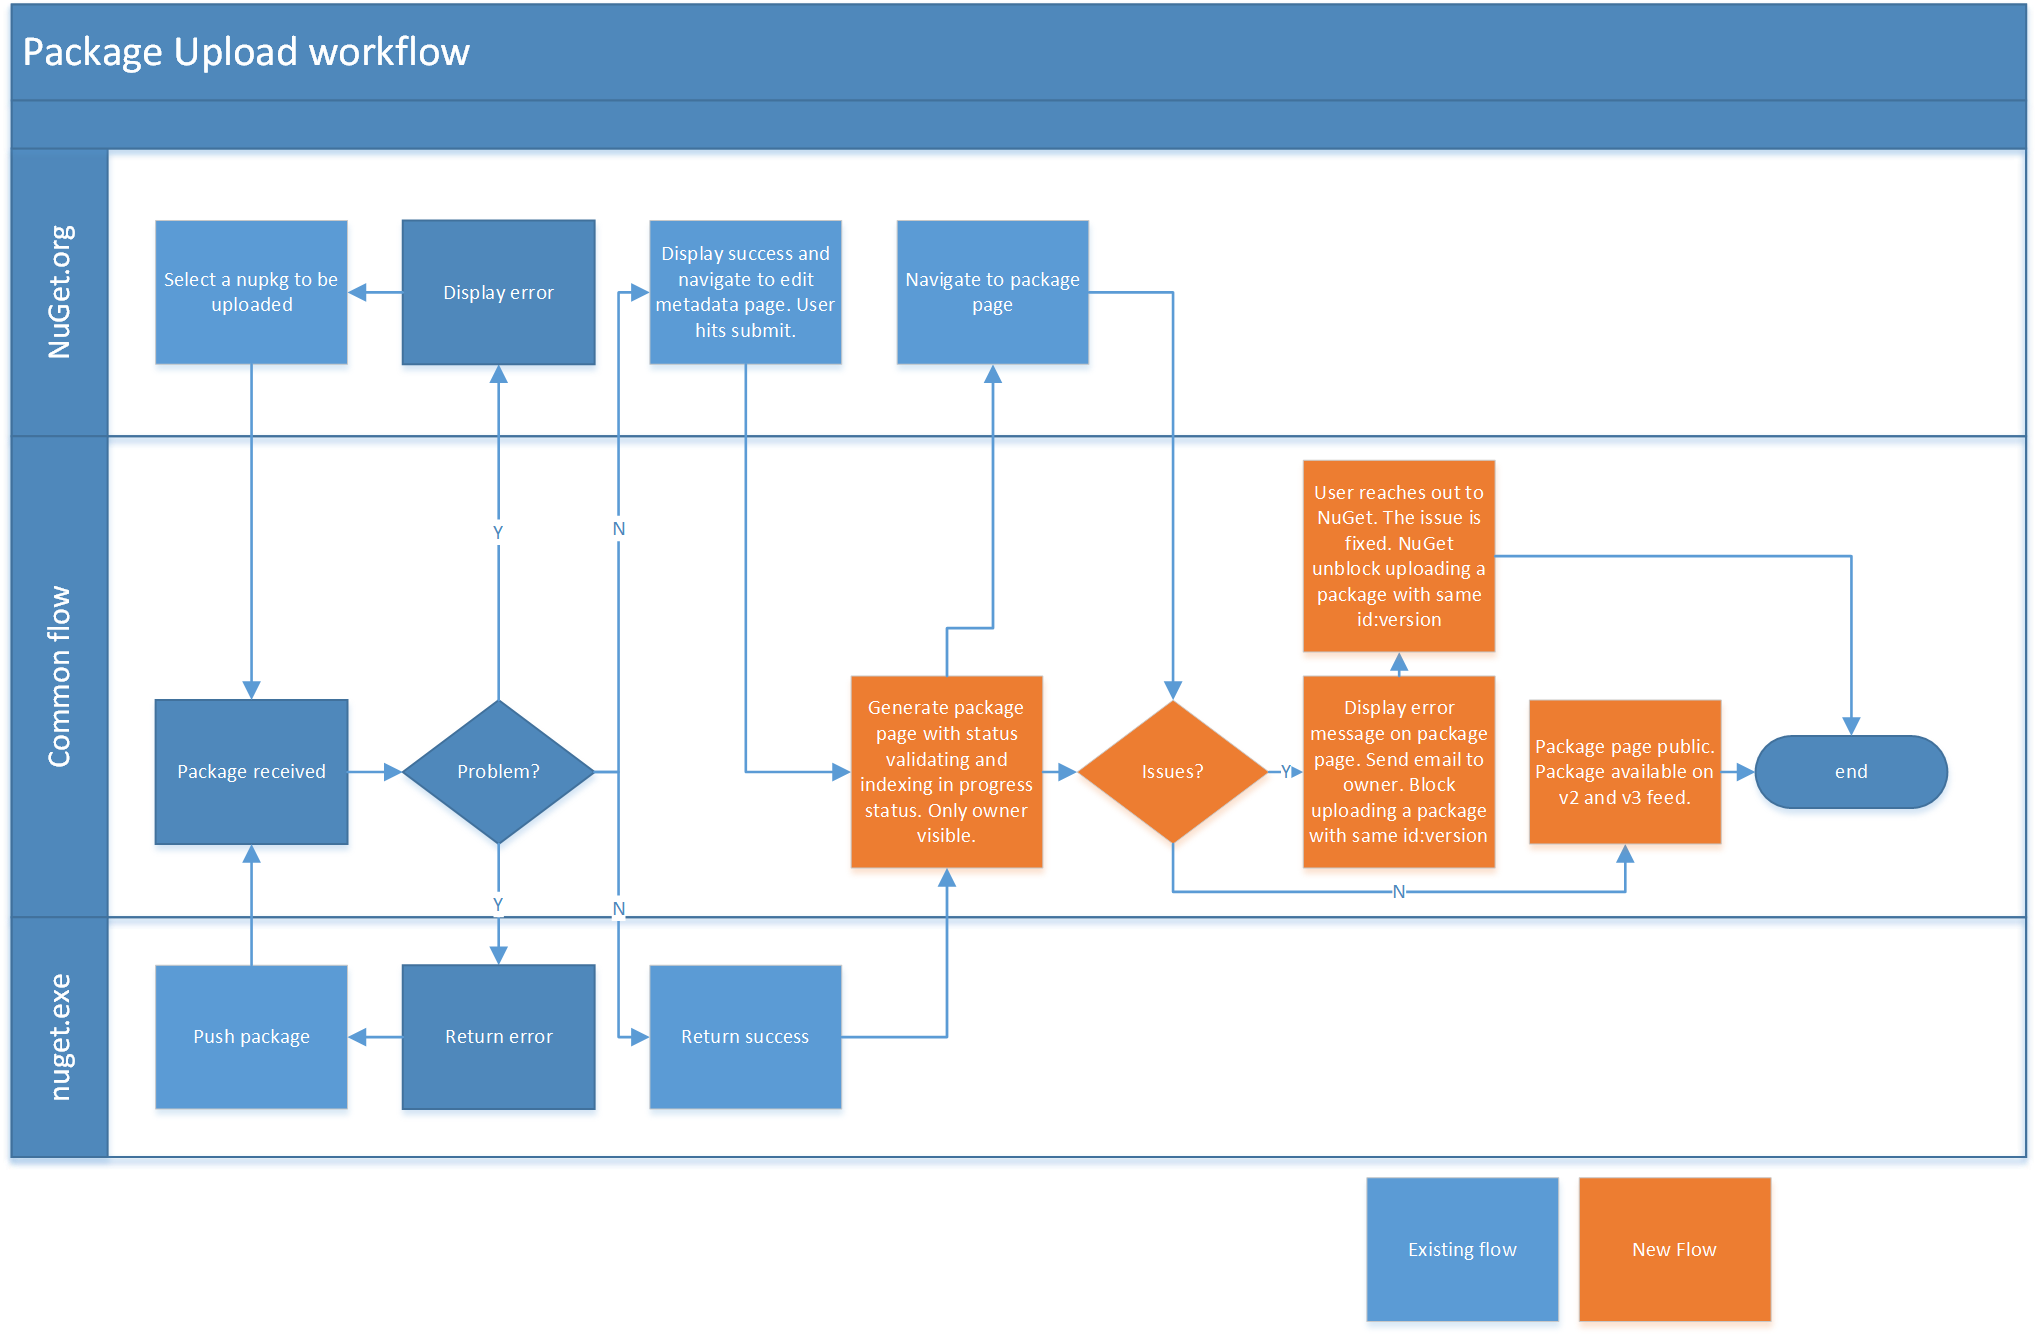 Package Upload workflow
NuGet.org
Select a nupkg to be
uploaded
Display error
Display success and
navigate to edit
metadata page. User
hits submit.
Navigate to package
page
Common flow
Y
N
User reaches out to
NuGet. The issue is
fixed. NuGet
unblock uploading a
package with same
id:version
Package received
Problem?
Generate package
page with status
validating and
indexing in progress
status. Only owner
visible.
Issues?
Y
Display error
message on package
page. Send email to
owner. Block
uploading a package
with same id:version
Package page public.
Package available on
v2 and v3 feed.
end
Y
N
N
nuget.exe
Push package
Return error
Return success
Existing flow
New Flow